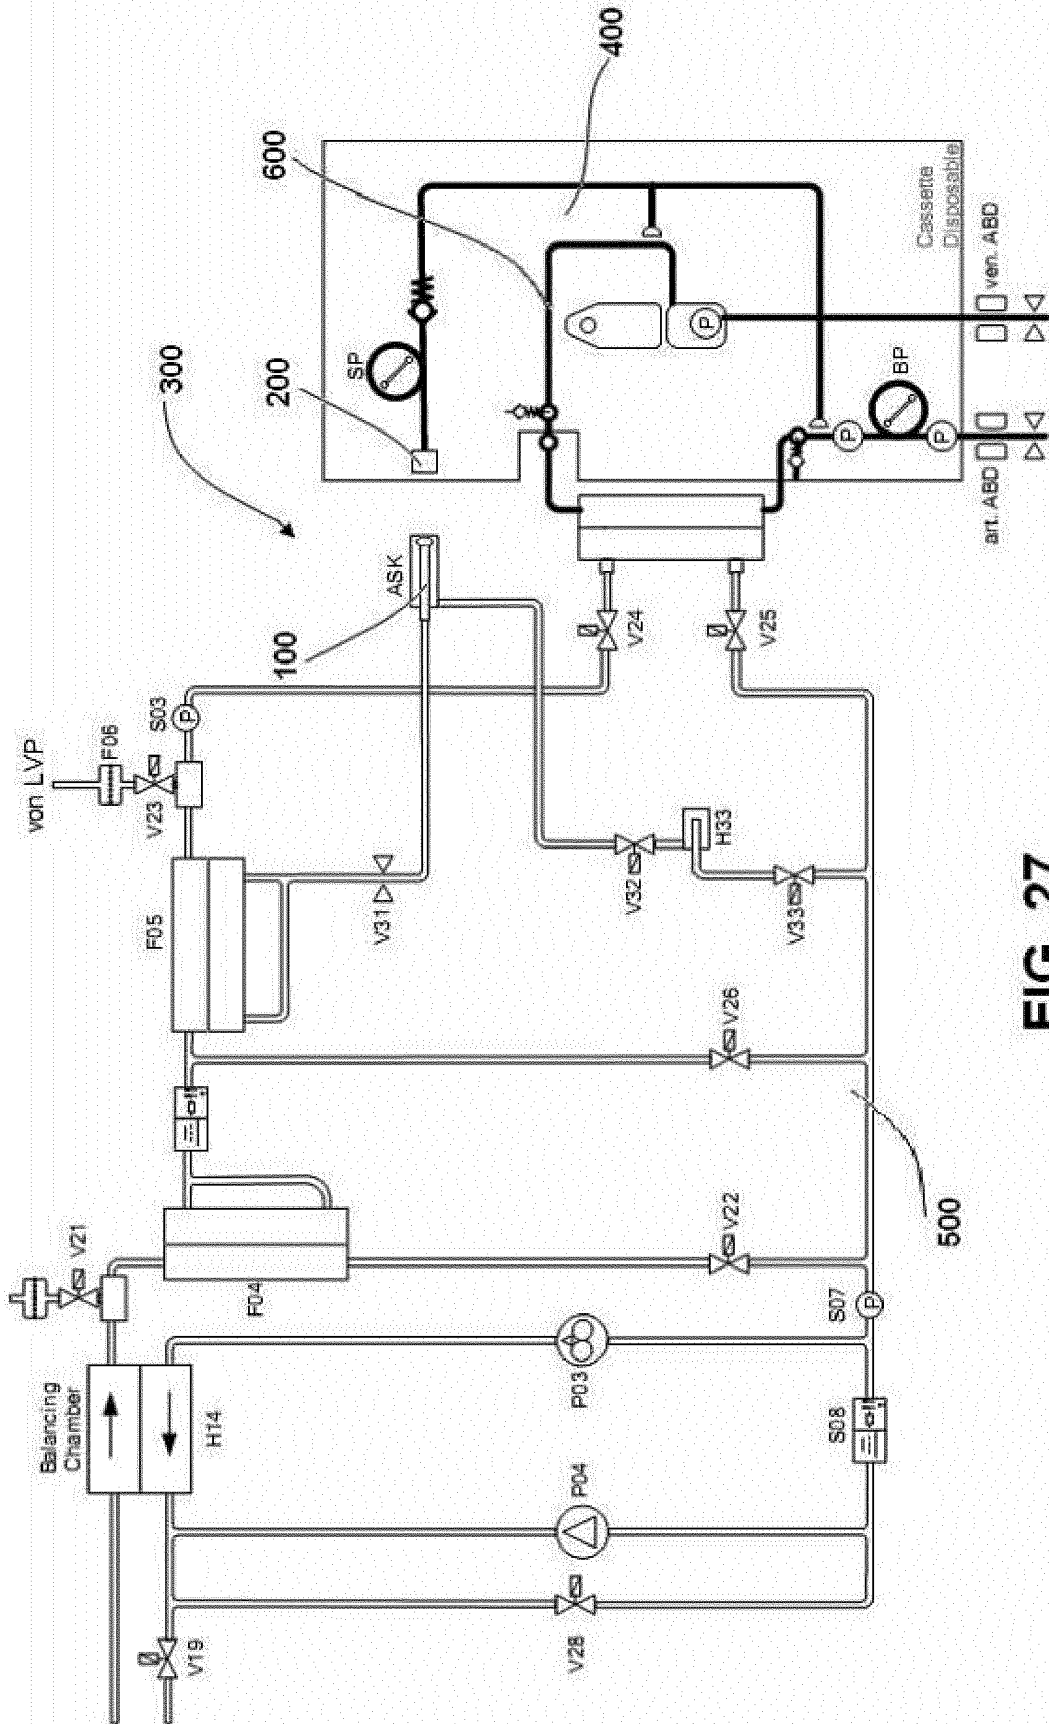 Balancing
Chamber
H14
V19
V28
P04
P03
S08
S07
V21
F04
V22
500
V26
F05
von LVP
F06
V23
S03
V31
V32
H33
V33
ASK
100
V24
V25
300
200
SP
600
400
P
P
P
P
P
BP
Cassette
Disposable
art. ABD
ven. ABD
FIG. 27